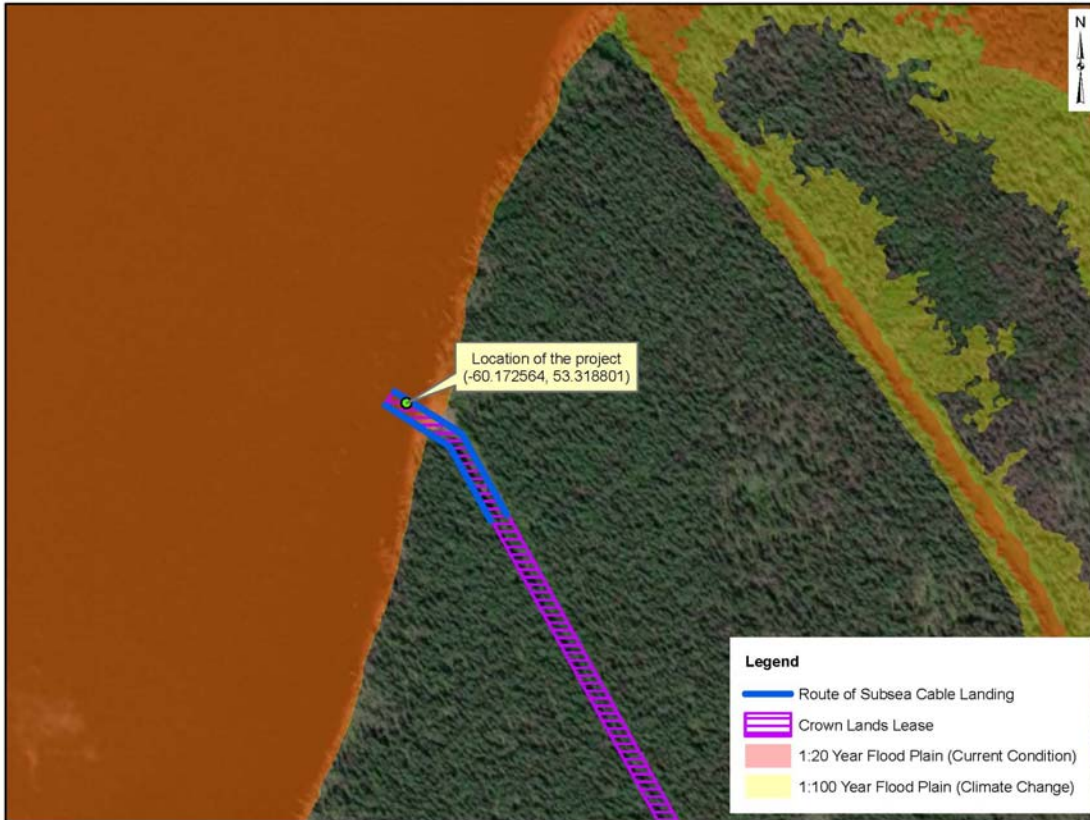 N
Location of the project
(-60.172564, 53.318801)
Legend
Route of Subsea Cable Landing
Crown Lands Lease
1:20 Year Flood Plain (Current Condition)
1:100 Year Flood Plain (Climate Change)